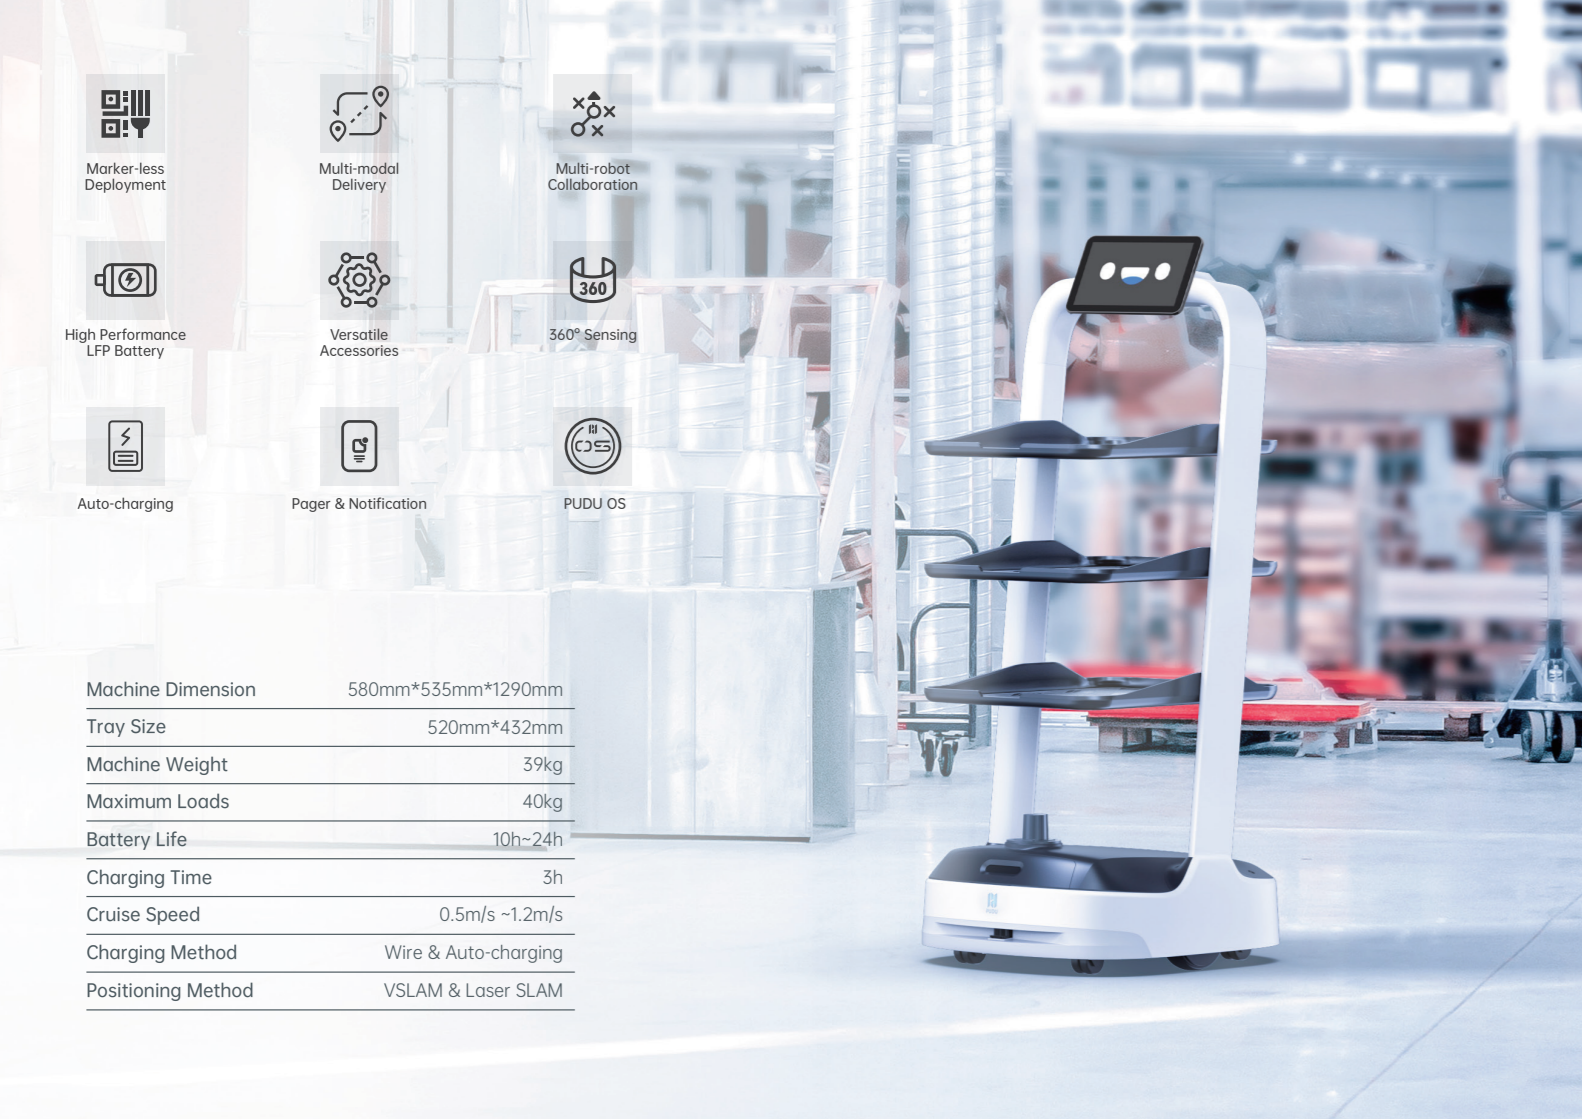 Marker-less
Deployment
Multi-modal
Delivery
Multi-robot
Collaboration
High Performance
LFP Battery
Versatile
Accessories
360
360° Sensing
Auto-charging
Pager & Notification
OS
PUDU OS
Machine Dimension 580mm*535mm*1290mm
Tray Size 520mm*432mm
Machine Weight 39kg
Maximum Loads 40kg
Battery Life 10h~24h
Charging Time 3h
Cruise Speed 0.5m/s ~1.2m/s
Charging Method Wire & Auto-charging
Positioning Method VSLAM & Laser SLAM
PUDU